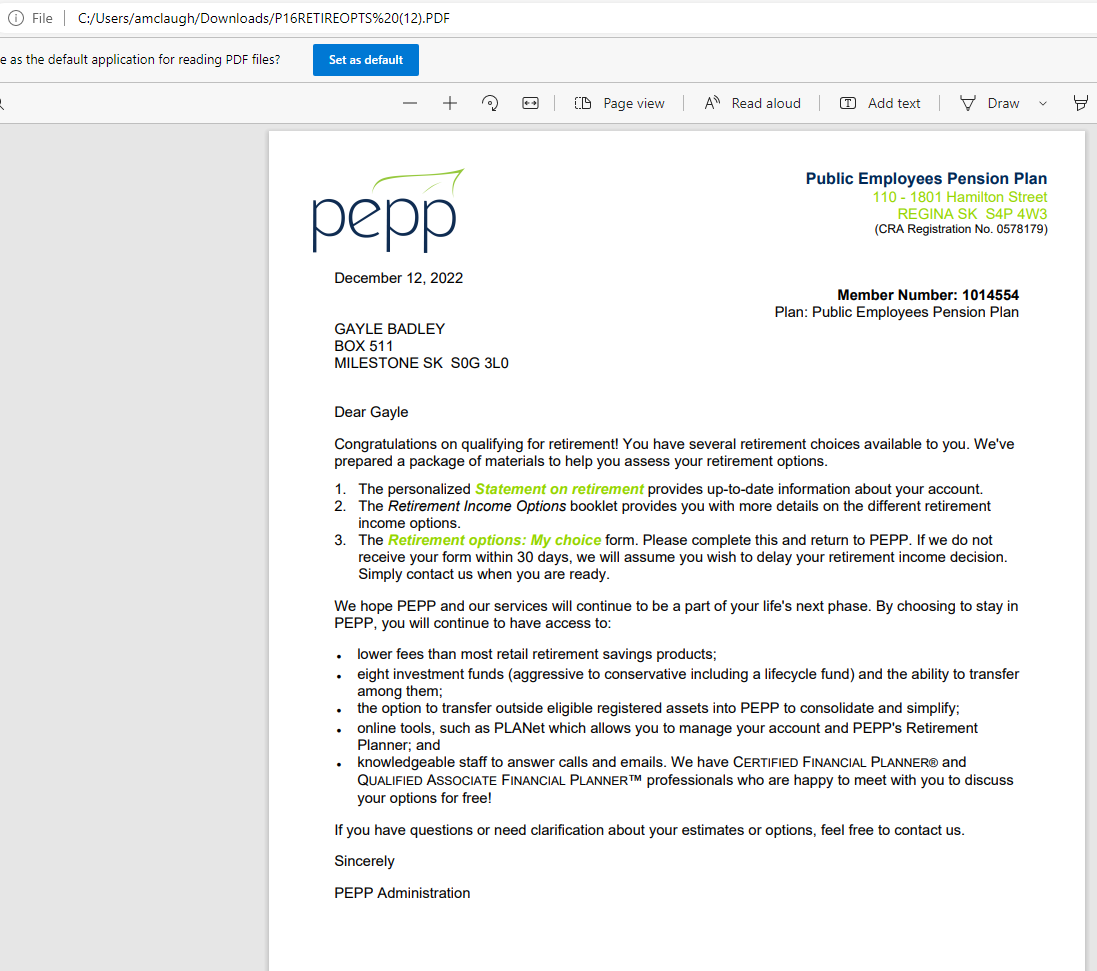 File
C:/Users/amclaugh/Downloads/P16RETIREOPTS%20(12).PDF
e as the default application for reading PDF files?
Set as default
Page view
Read aloud
Add text
Draw
pepp
Public Employees Pension Plan
110 - 1801 Hamilton Street
REGINA SK  S4P 4W3
(CRA Registration No. 0578179)
December 12, 2022
Member Number: 1014554
Plan: Public Employees Pension Plan
GAYLE BADLEY
BOX 511
MILESTONE SK  S0G 3L0
Dear Gayle
Congratulations on qualifying for retirement! You have several retirement choices available to you. We've
prepared a package of materials to help you assess your retirement options.
1. The personalized Statement on retirement provides up-to-date information about your account.
2. The Retirement Income Options booklet provides you with more details on the different retirement
income options.
3. The Retirement options: My choice form. Please complete this and return to PEPP. If we do not
receive your form within 30 days, we will assume you wish to delay your retirement income decision.
Simply contact us when you are ready.
We hope PEPP and our services will continue to be a part of your life's next phase. By choosing to stay in
PEPP, you will continue to have access to:
• lower fees than most retail retirement savings products;
• eight investment funds (aggressive to conservative including a lifecycle fund) and the ability to transfer
among them;
• the option to transfer outside eligible registered assets into PEPP to consolidate and simplify;
• online tools, such as PLANet which allows you to manage your account and PEPP's Retirement
Planner; and
• knowledgeable staff to answer calls and emails. We have CERTIFIED FINANCIAL PLANNER® and
QUALIFIED ASSOCIATE FINANCIAL PLANNER™ professionals who are happy to meet with you to discuss
your options for free!
If you have questions or need clarification about your estimates or options, feel free to contact us.
Sincerely
PEPP Administration